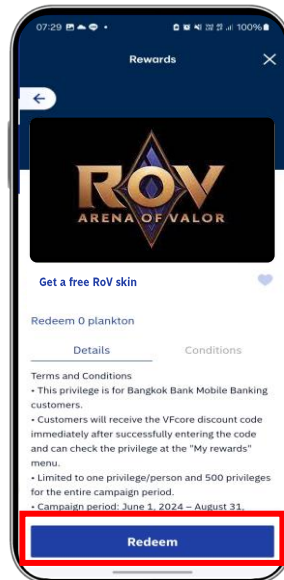 07:29 100%
Rewards
ROV
ARENA OF VALOR
Get a free RoV skin
Redeem 0 plankton
Details Conditions
Terms and Conditions
• This privilege is for Bangkok Bank Mobile Banking
customers.
• Customers will receive the VFcore discount code
immediately after successfully entering the code
and can check the privilege at the "My rewards"
menu.
• Limited to one privilege/person and 500 privileges
for the entire campaign period.
• Campaign period: June 1, 2024 – August 31,
Redeem